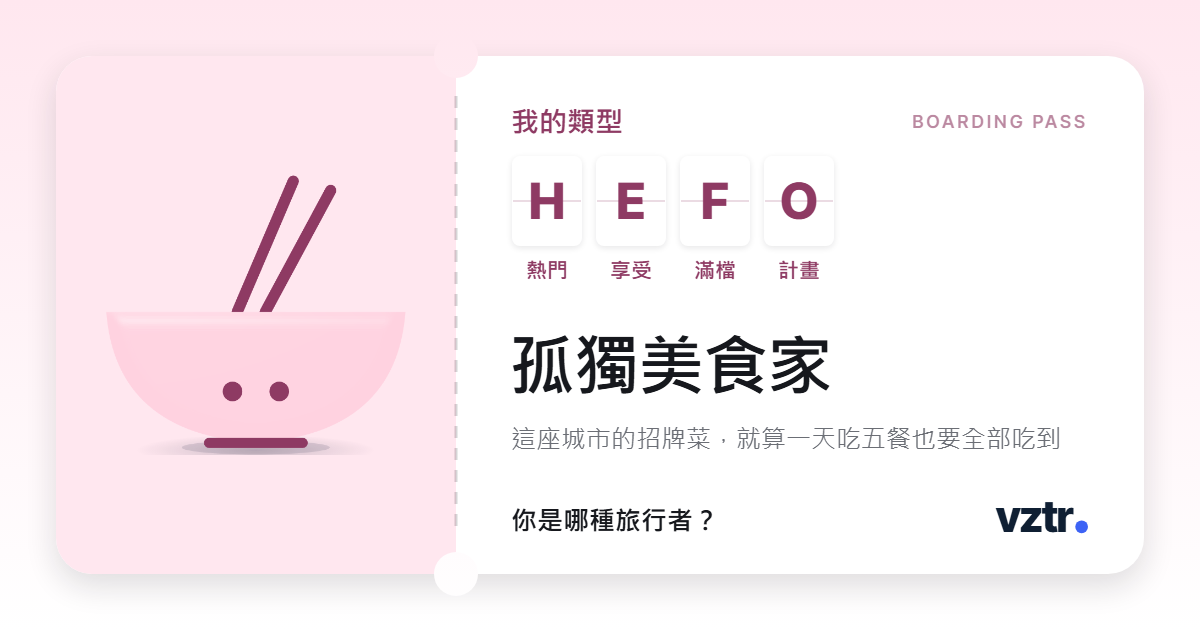 我的類型
BOARDING PASS
H E F O
熱門 享受 滿檔 計畫
孤獨美食家
這座城市的招牌菜，就算一天吃五餐也要全部吃到
你是哪種旅行者？
vztr.